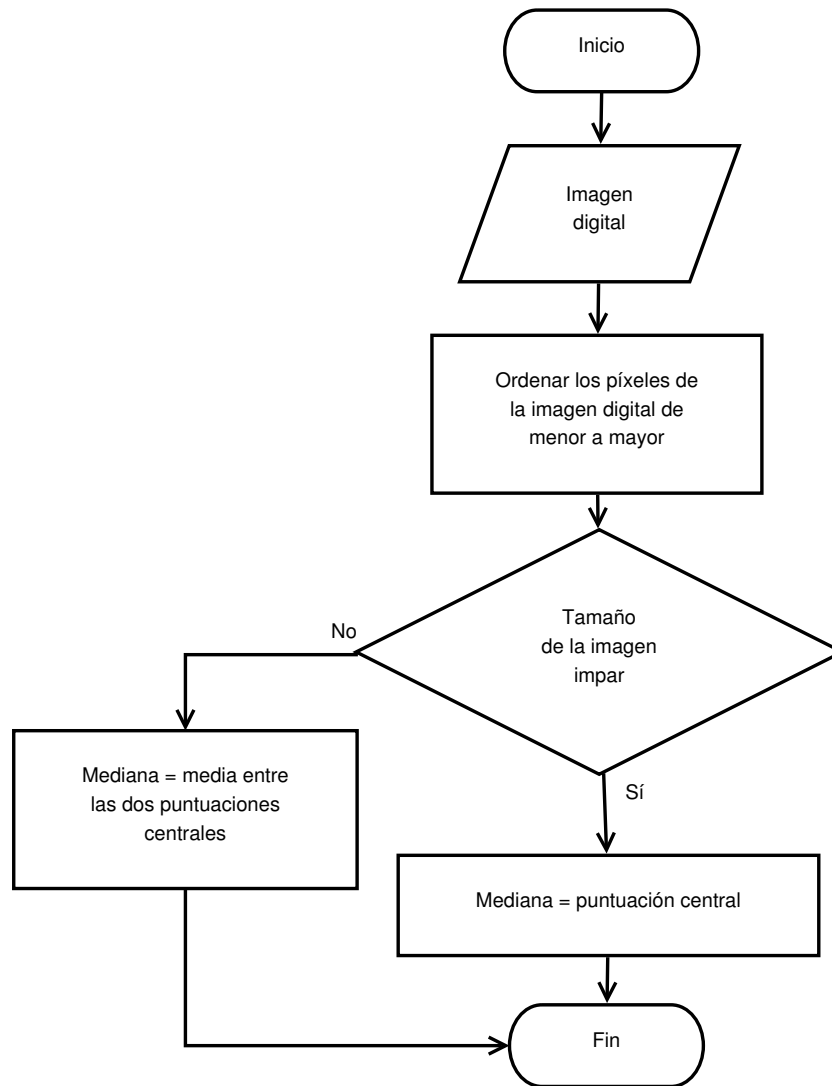 Inicio
Imagen
digital
Ordenar los píxeles de
la imagen digital de
menor a mayor
Tamaño
de la imagen
impar
No
Mediana = media entre
las dos puntuaciones
centrales
Sí
Mediana = puntuación central
Fin